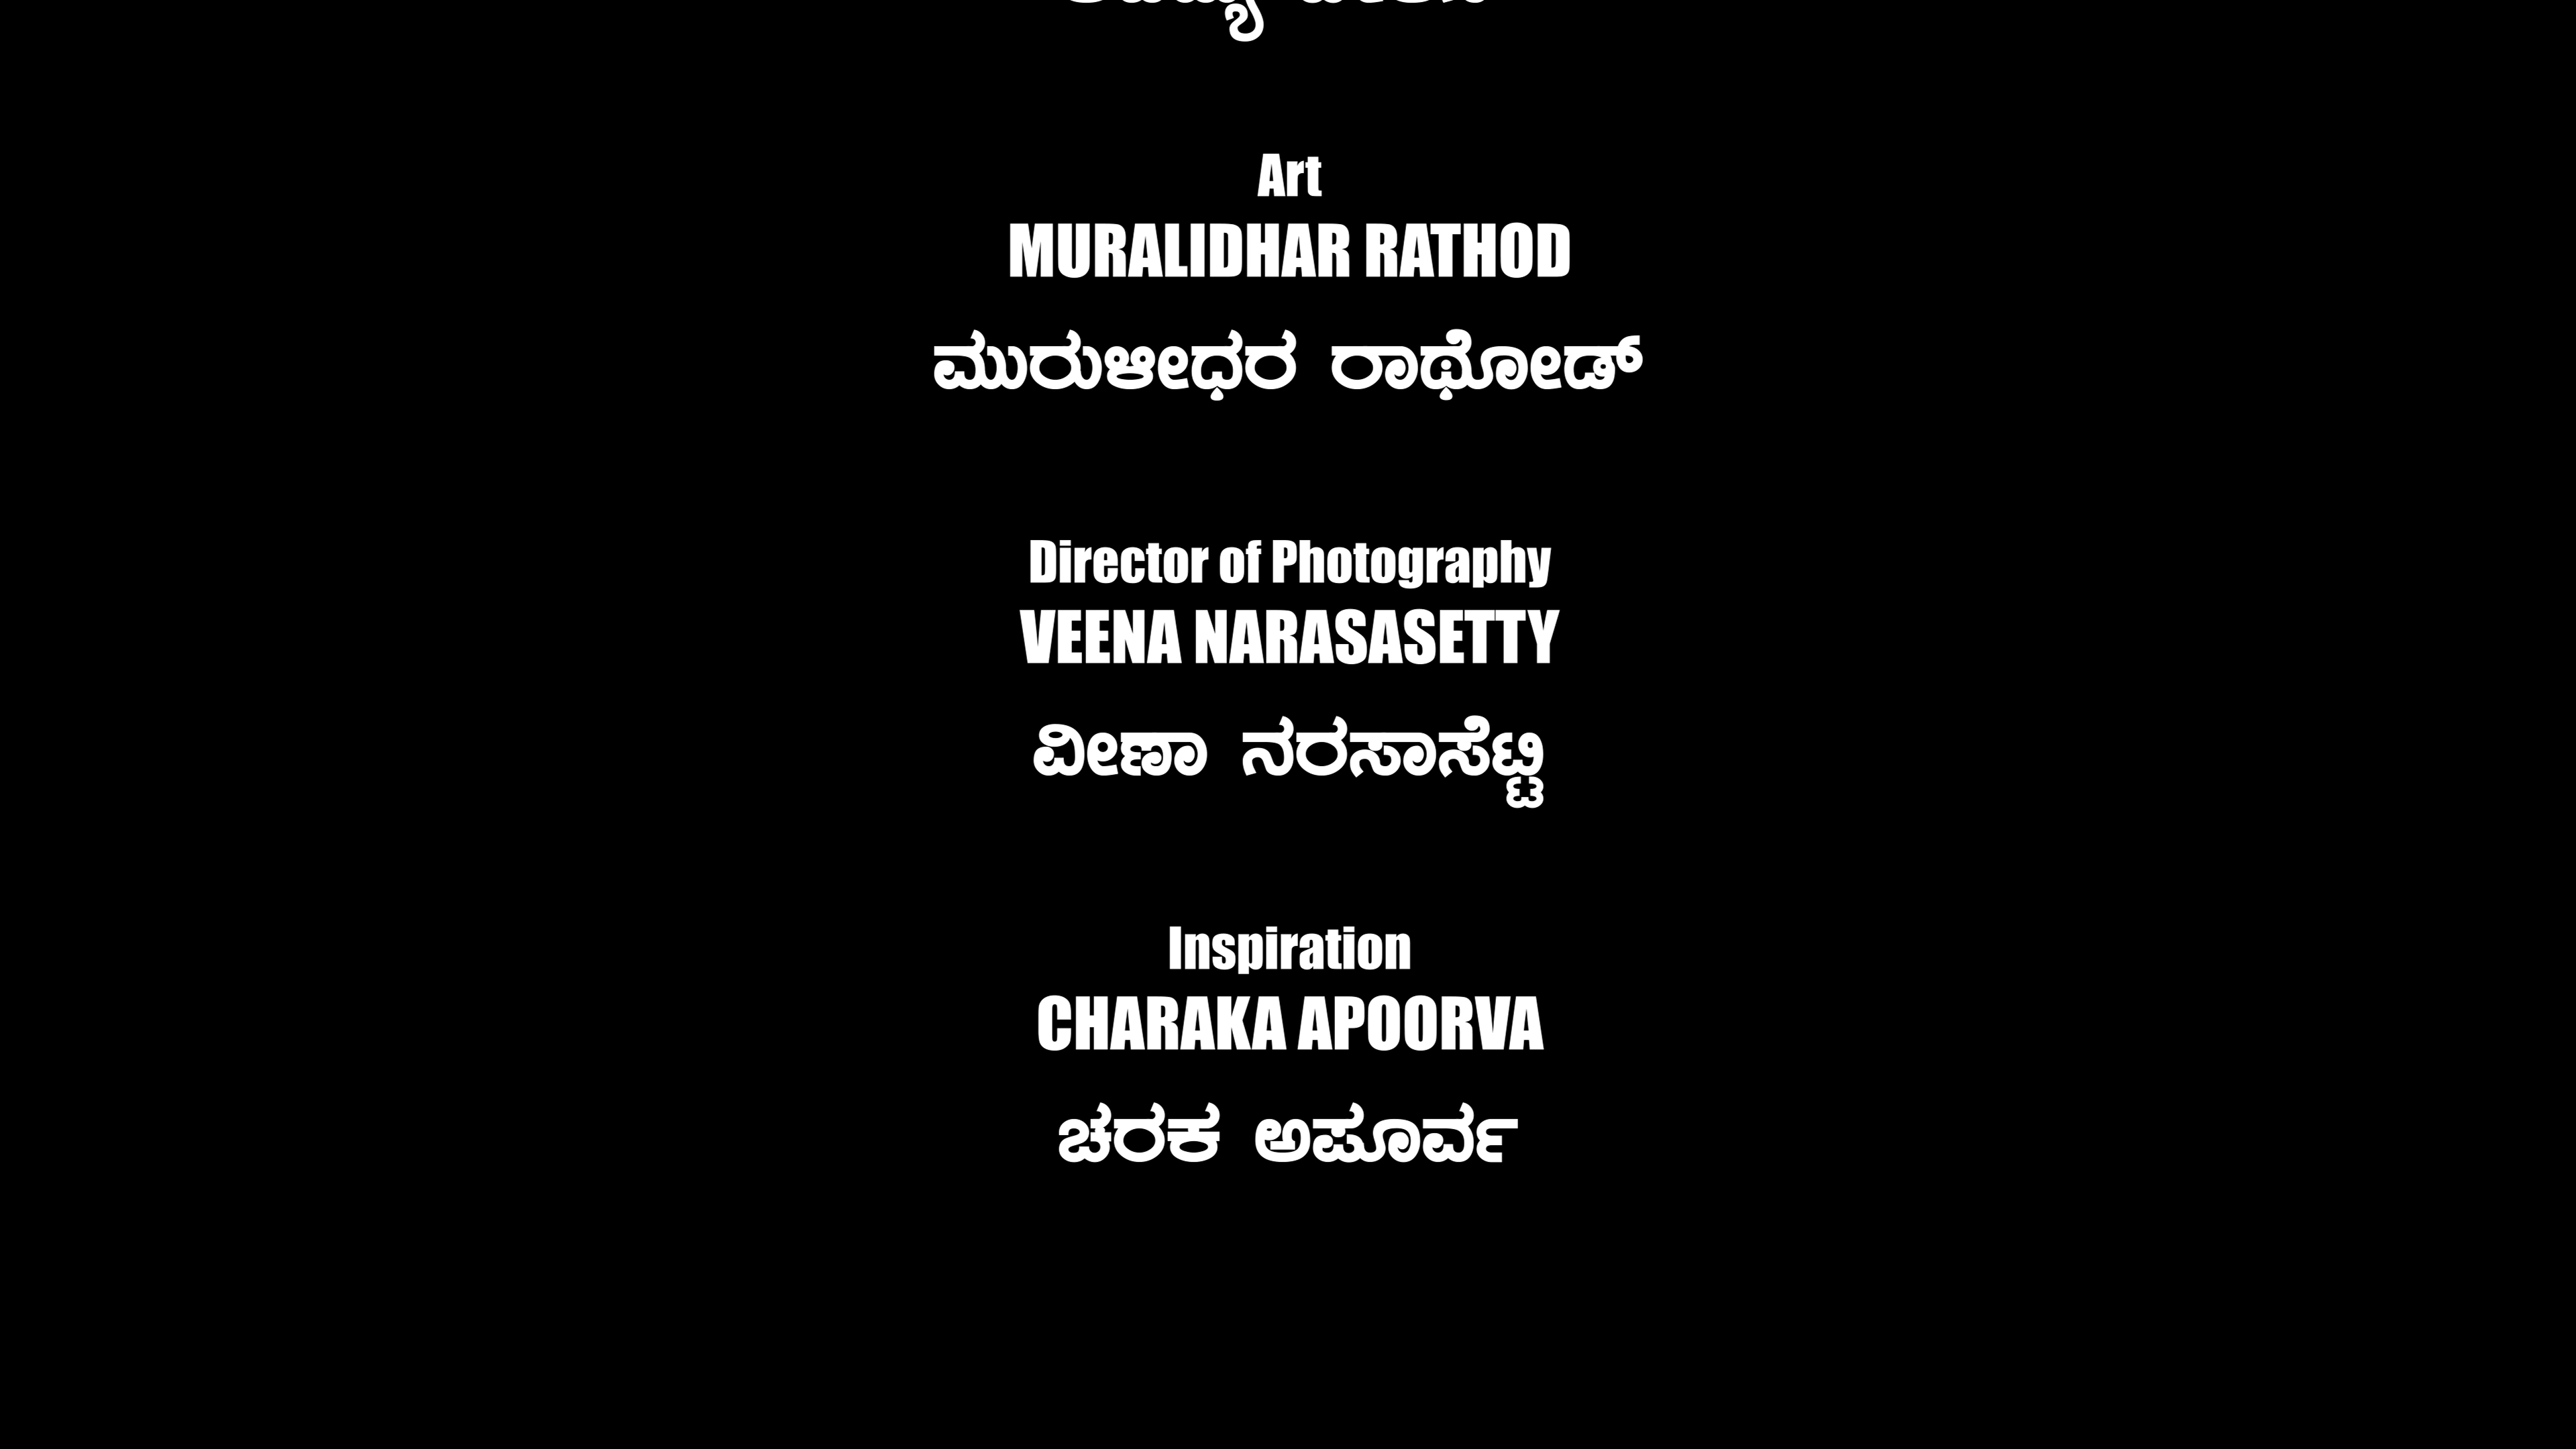 Art
MURALIDHAR RATHOD
ಮುರುಳೀಧರ ರಾಥೋಡ್
Director of Photography
VEENA NARASASETTY
ವೀಣಾ ನರಸಾಸೆಟ್ಟಿ
Inspiration
CHARAKA APOORVA
ಚರಕ ಅಪೂರ್ವ